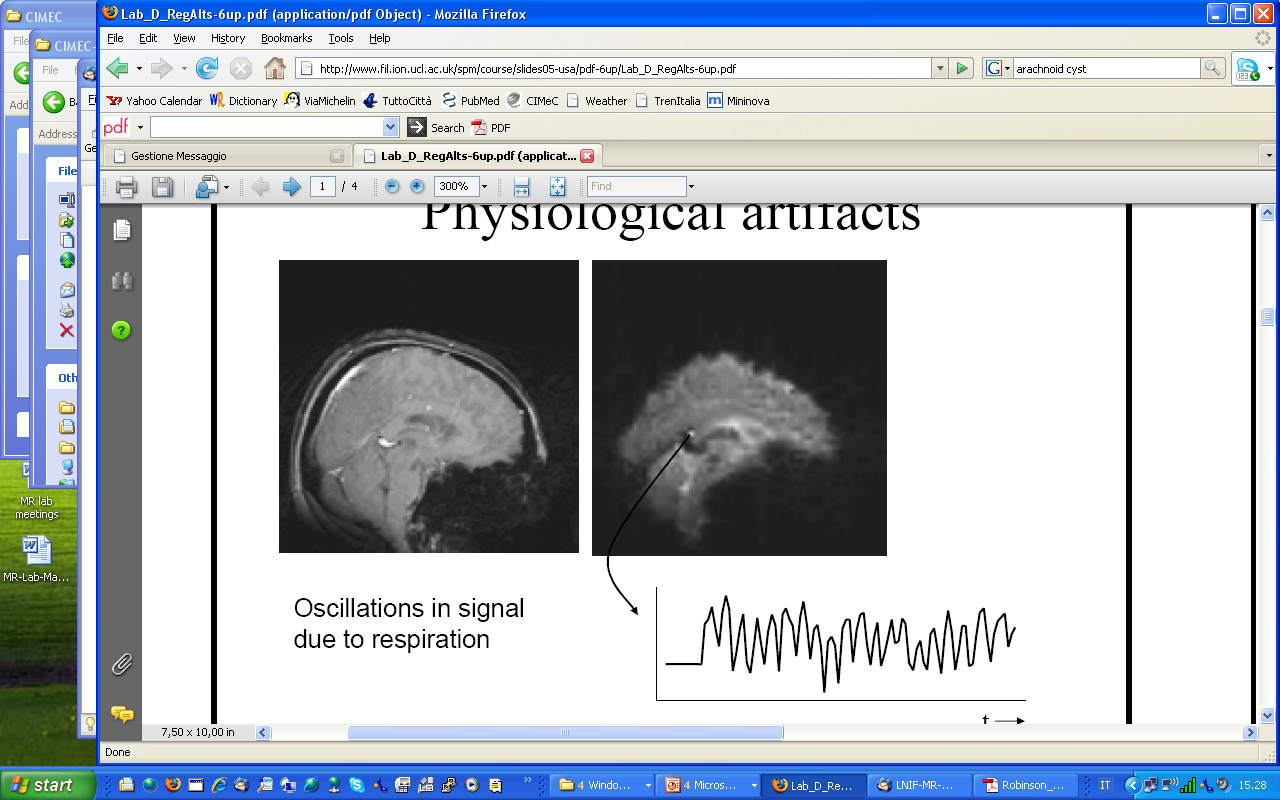 CIMEC
Lab_D_RegAlts-6up.pdf (application/pdf Object) - Mozilla Firefox
File
CIMEC-
File Edit View History Bookmarks Tools Help
File
http://www.fil.ion.ucl.ac.uk/spm/course/slides05-usa/pdf-6up/Lab_D_RegAlts-6up.pdf
G
arachnoid cyst
Yahoo Calendar Dictionary ViaMichelin TuttoCittà PubMed CIMeC Weather TrenItalia Mininova
Address
pdf Search PDF
Gestione Messaggio
Lab_D_RegAlts-6up.pdf (applicat...
1 / 4 300% Find
File
Physiological artifacts
Oth
Oscillations in signal
due to respiration
t
MR lab
meetings
MR-Lab-Ma...
7,50 x 10,00 in
Done
start
4 Windo...
4 Micros...
Lab_D_Re...
LNIF-MR-...
Robinson_...
IT
15.28